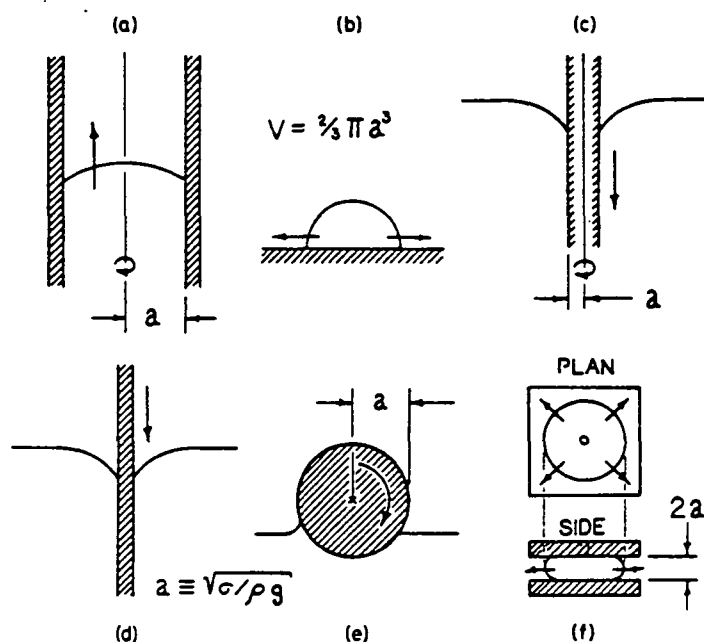 (a)
(b)
(c)
V = ⅔ π a³
a
a
a
PLAN
SIDE
2a
a ≡ √σ/ρg
(d)
(e)
(f)